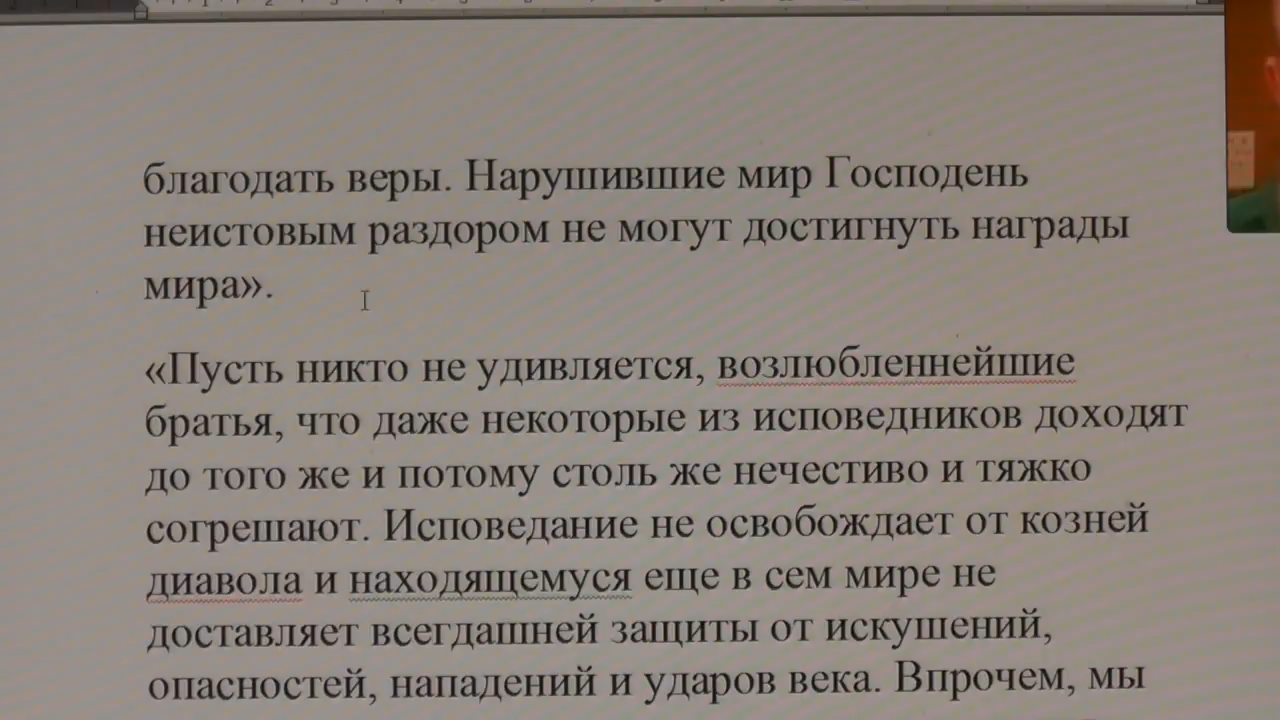 благодать веры. Нарушившие мир Господень
неистовым раздором не могут достигнуть награды
мира».
«Пусть никто не удивляется, возлюбленнейшие
братья, что даже некоторые из исповедников доходят
до того же и потому столь же нечестиво и тяжко
согрешают. Исповедание не освобождает от козней
диавола и находящемуся еще в сем мире не
доставляет всегдашней защиты от искушений,
опасностей, нападений и ударов века. Впрочем, мы